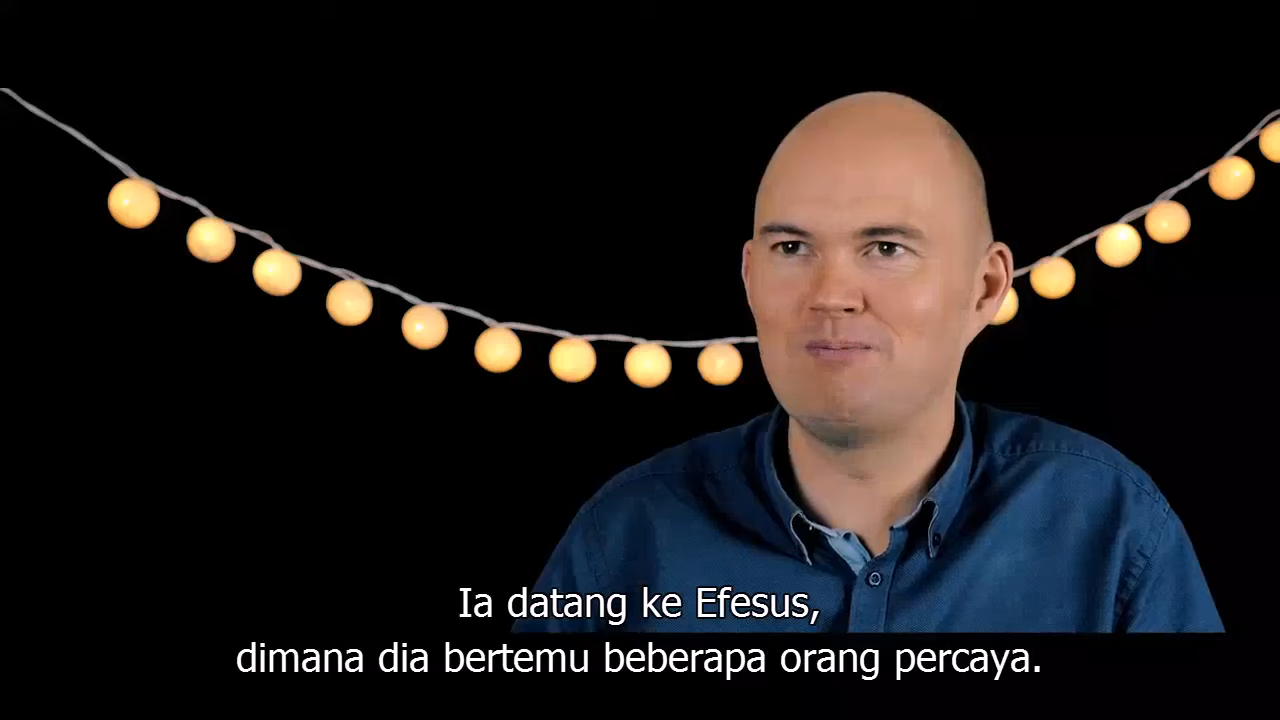 Ia datang ke Efesus,
dimana dia bertemu beberapa orang percaya.